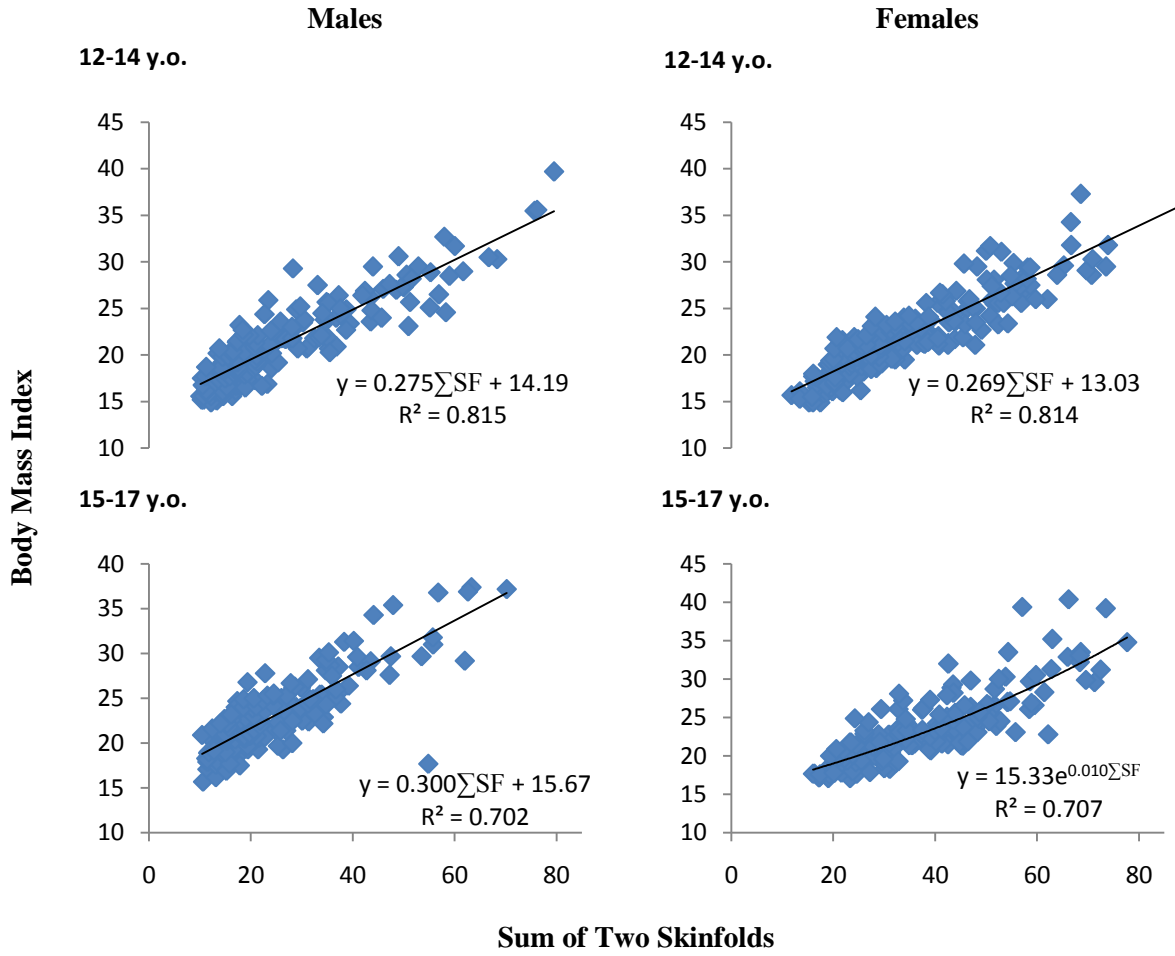 Males
Females
12-14 y.o.
12-14 y.o.
45
40
35
30
25
20
15
10
y = 0.275∑SF + 14.19
R² = 0.815
45
40
35
30
25
20
15
10
y = 0.269∑SF + 13.03
R² = 0.814
Body Mass Index
15-17 y.o.
15-17 y.o.
40
35
30
25
20
15
10
y = 0.300∑SF + 15.67
R² = 0.702
0 20 40 60 80
45
40
35
30
25
20
15
10
y = 15.33e^0.010∑SF
R² = 0.707
0 20 40 60 80
Sum of Two Skinfolds